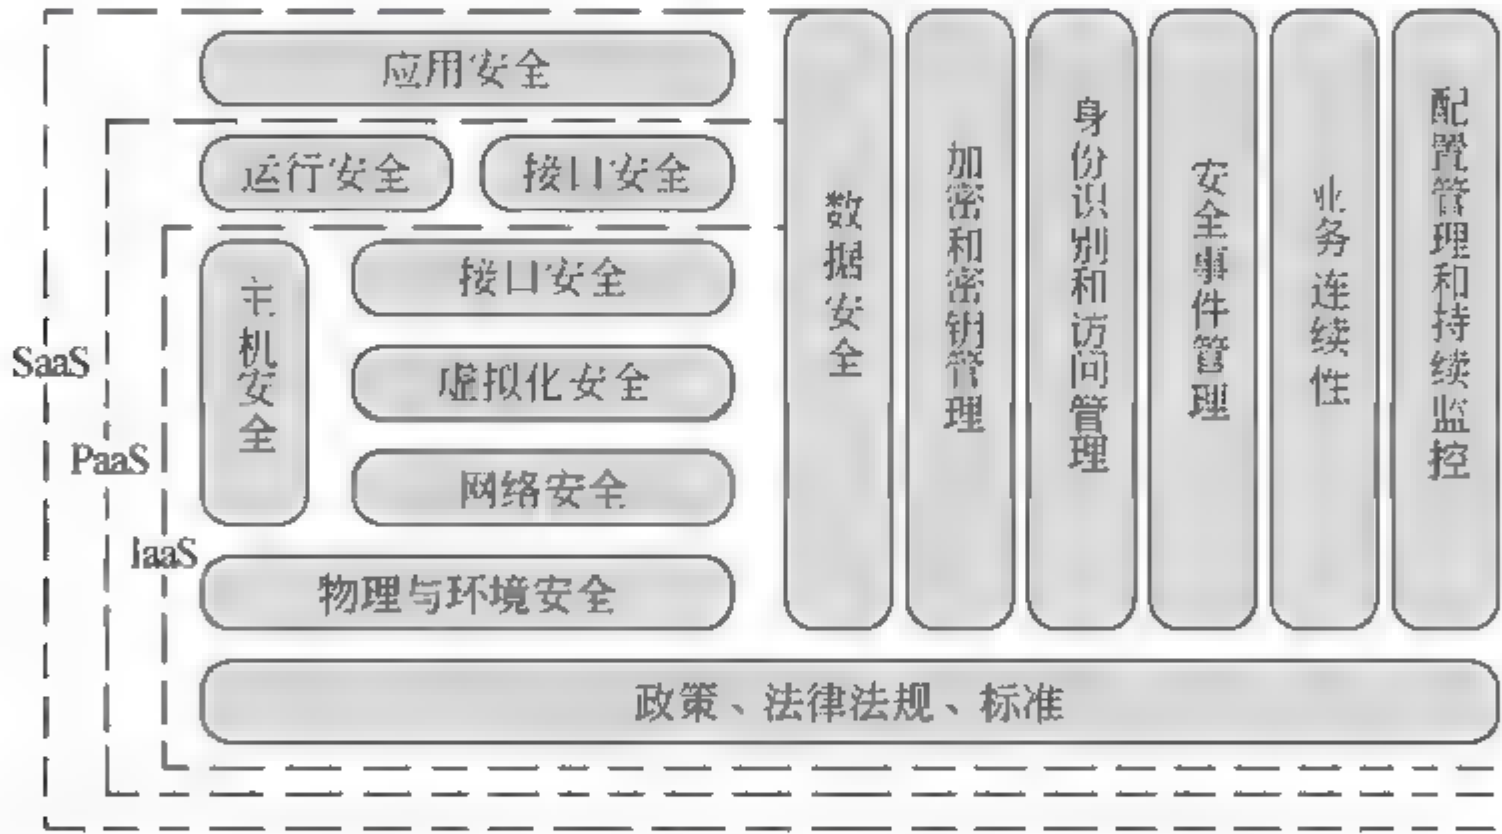 应用安全
运行安全
接口安全
主机安全
接口安全
虚拟化安全
网络安全
物理与环境安全
数据安全
加密和密钥管理
身份识别和访问管理
安全事件管理
业务连续性
配置管理和持续监控
SaaS
PaaS
IaaS
政策、法律法规、标准